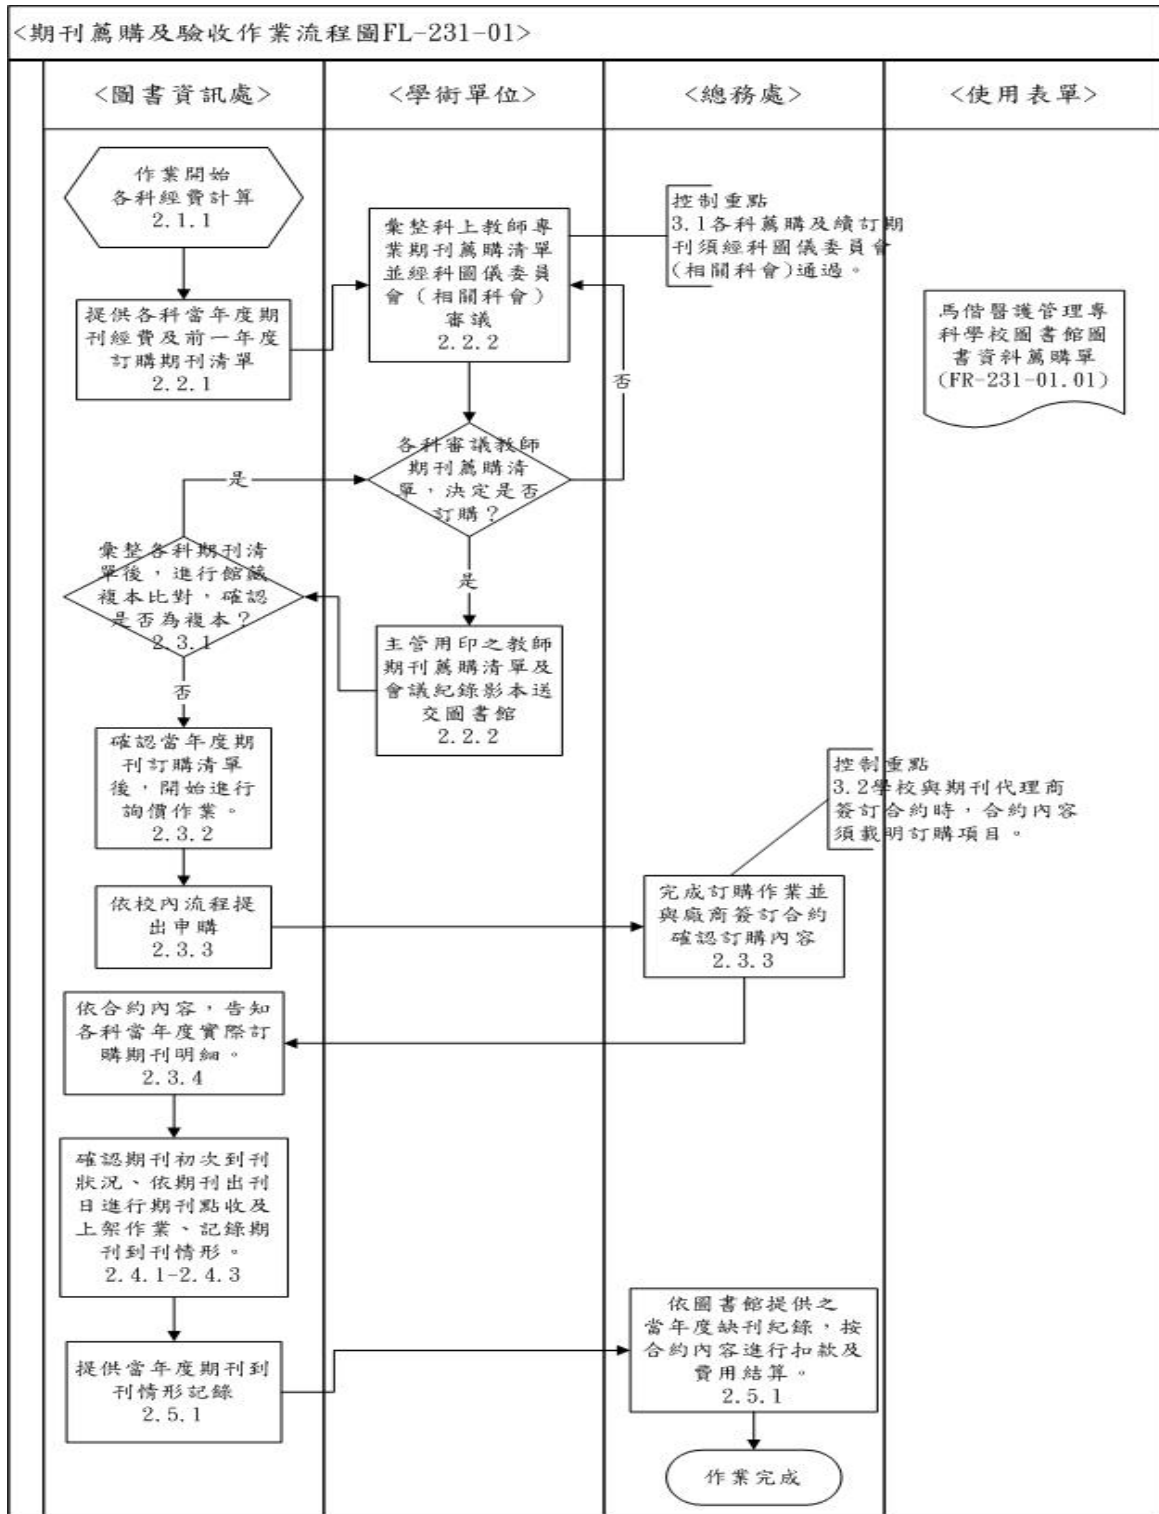 <期刊薦購及驗收作業流程圖FL-231-01>
<圖書資訊處>
<學術單位>
<總務處>
<使用表單>
作業開始
各科經費計算
2.1.1
提供各科當年度期
刊經費及前一年度
訂購期刊清單
2.2.1
彙整科上教師專
業期刊薦購清單
並經科圖儀委員
會（相關科會）
審議
2.2.2
控制重點
3.1各科薦購及續訂期
刊須經科圖儀委員會
(相關科會)通過。
馬偕醫護管理專
科學校圖書館圖
書資料薦購單
(FR-231-01.01)
否
各科審議教師
期刊薦購清
單，決定是否
訂購？
是
是
彙整各科期刊清
單後，進行館藏
複本比對，確認
是否為複本？
2.3.1
主管用印之教師
期刊薦購清單及
會議紀錄影本送
交圖書館
2.2.2
否
確認當年度期
刊訂購清單
後，開始進行
詢價作業。
2.3.2
控制重點
3.2學校與期刊代理商
簽訂合約時，合約內容
須載明訂購項目。
依校內流程提
出申購
2.3.3
完成訂購作業並
與廠商簽訂合約
確認訂購內容
2.3.3
依合約內容，告知
各科當年度實際訂
購期刊明細。
2.3.4
確認期刊初次到刊
狀況、依期刊出刊
日進行期刊點收及
上架作業、記錄期
刊到刊情形。
2.4.1-2.4.3
提供當年度期刊到
刊情形記錄
2.5.1
依圖書館提供之
當年度缺刊紀錄，按
合約內容進行扣款及
費用結算。
2.5.1
作業完成